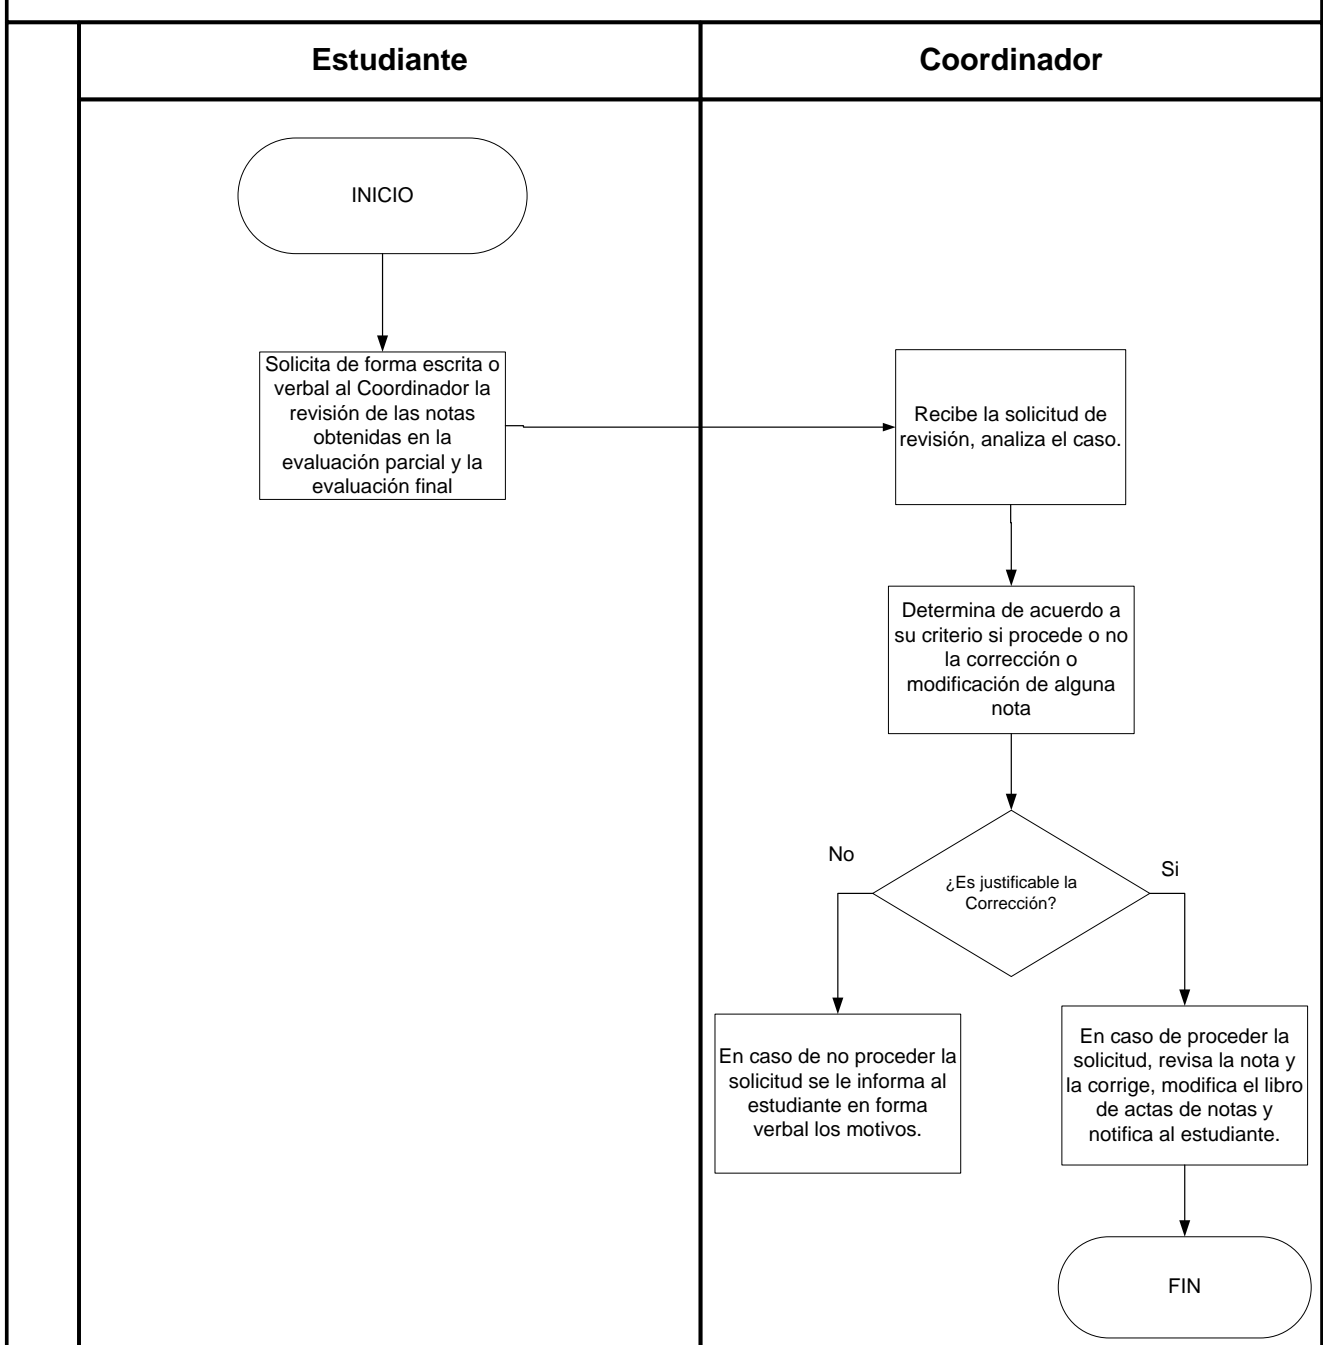 Estudiante
Coordinador
INICIO
Solicita de forma escrita o
verbal al Coordinador la
revisión de las notas
obtenidas en la
evaluación parcial y la
evaluación final
Recibe la solicitud de
revisión, analiza el caso.
Determina de acuerdo a
su criterio si procede o no
la corrección o
modificación de alguna
nota
¿Es justificable la
Corrección?
No
Si
En caso de no proceder la
solicitud se le informa al
estudiante en forma
verbal los motivos.
En caso de proceder la
solicitud, revisa la nota y
la corrige, modifica el libro
de actas de notas y
notifica al estudiante.
FIN